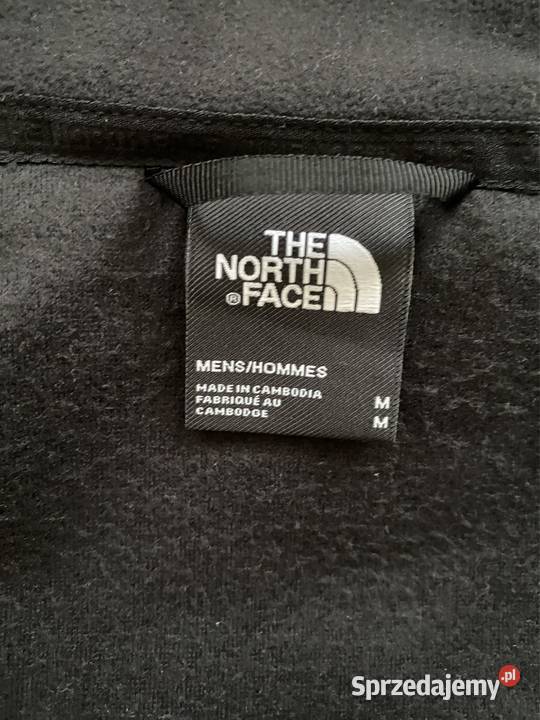 THE
NORTH
®FACE
MENS/HOMMES
MADE IN CAMBODIA
FABRIQUÉ AU M
CAMBODGE M
Sprzedajemy.pl